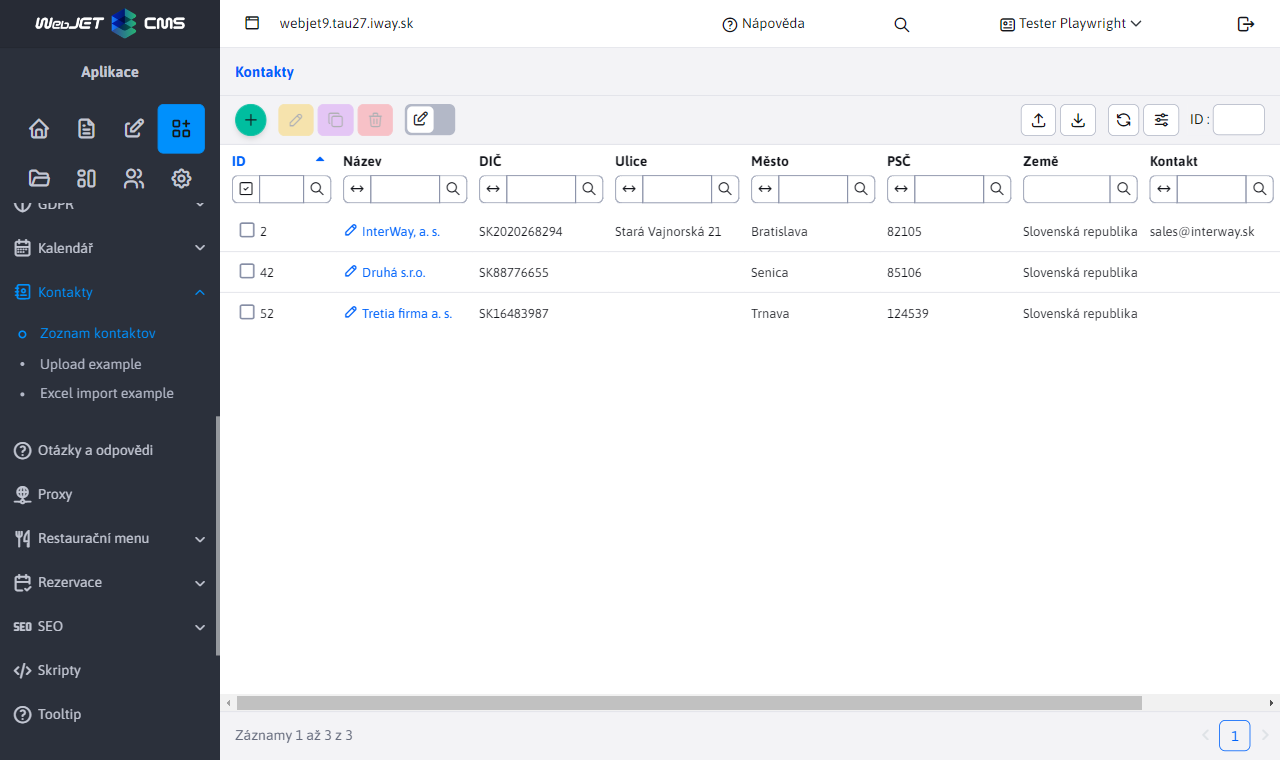 WebJET CMS
webjet9.tau27.iway.sk
Nápověda
Tester Playwright
Aplikace
GDPR
Kalendář
Kontakty
Zoznam kontaktov
Upload example
Excel import example
Otázky a odpovědi
Proxy
Restaurační menu
Rezervace
SEO SEO
Skripty
Tooltip
Kontakty
ID :
ID Název DIČ Ulice Město PSČ Země Kontakt
2 InterWay, a. s. SK2020268294 Stará Vajnorská 21 Bratislava 82105 Slovenská republika sales@interway.sk
42 Druhá s.r.o. SK88776655 Senica 85106 Slovenská republika
52 Tretia firma a. s. SK16483987 Trnava 124539 Slovenská republika
Záznamy 1 až 3 z 3
1